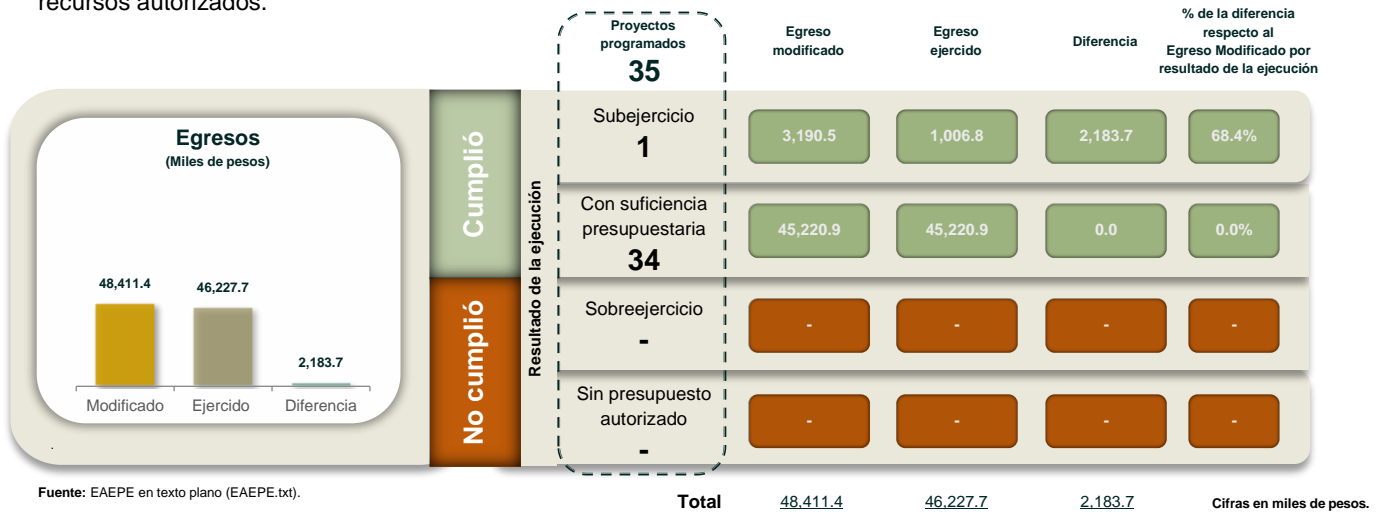 recursos autorizados.
Proyectos
programados
35
Egreso
modificado
Egreso
ejercido
Diferencia
% de la diferencia
respecto al
Egreso Modificado por
resultado de la ejecución
Egresos
(Miles de pesos)
48,411.4
46,227.7
2,183.7
Modificado
Ejercido
Diferencia
.
Cumplió
No cumplió
Resultado de la ejecución
Subejercicio
1
3,190.5
1,006.8
2,183.7
68.4%
Con suficiencia
presupuestaria
34
45,220.9
45,220.9
0.0
0.0%
Sobreejercicio
-
-
-
-
-
Sin presupuesto
autorizado
-
-
-
-
-
Fuente: EAEPE en texto plano (EAEPE.txt).
Total 48,411.4 46,227.7 2,183.7 Cifras en miles de pesos.